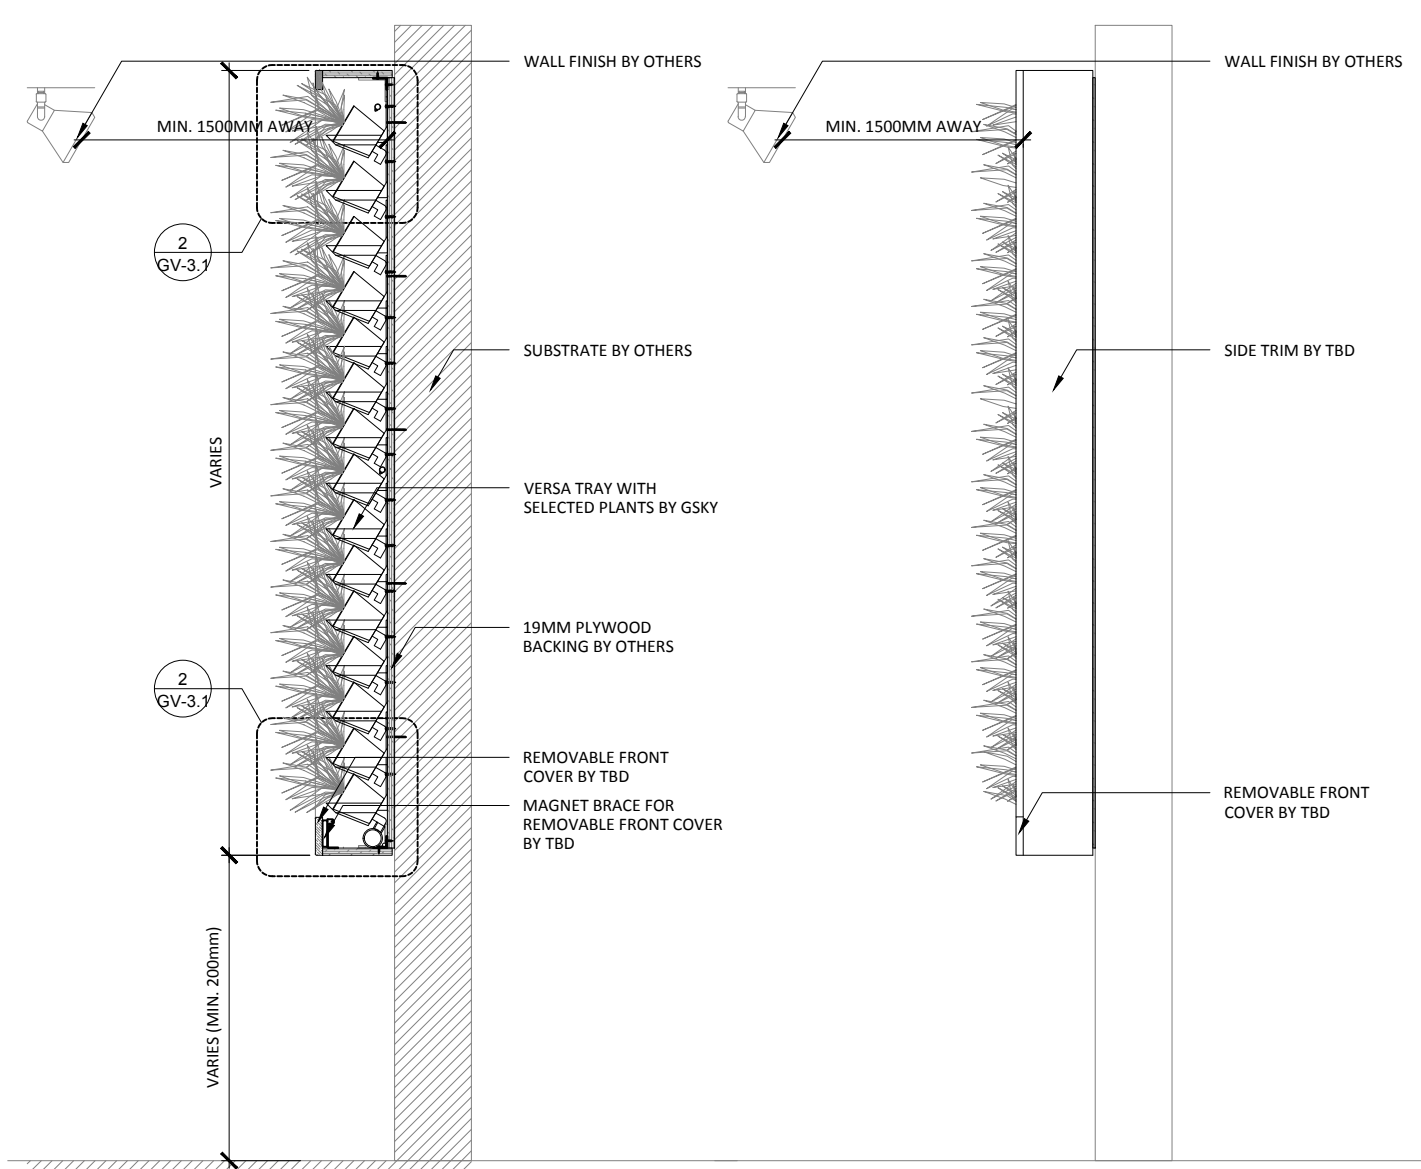 WALL FINISH BY OTHERS
MIN. 1500MM AWAY
2
GV-3.1
SUBSTRATE BY OTHERS
VARIES
VERSA TRAY WITH
SELECTED PLANTS BY GSKY
19MM PLYWOOD
BACKING BY OTHERS
2
GV-3.1
REMOVABLE FRONT
COVER BY TBD
MAGNET BRACE FOR
REMOVABLE FRONT COVER
BY TBD
VARIES (MIN. 200mm)
WALL FINISH BY OTHERS
MIN. 1500MM AWAY
SIDE TRIM BY TBD
REMOVABLE FRONT
COVER BY TBD